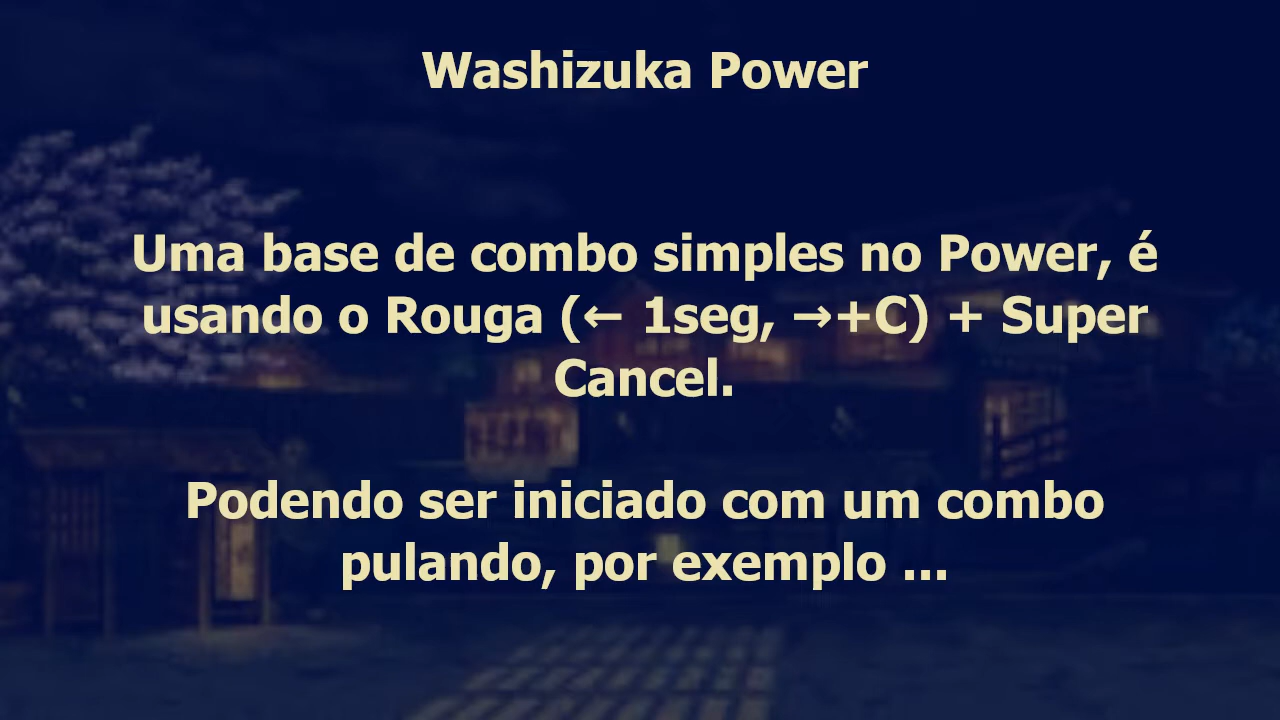 Washizuka Power
Uma base de combo simples no Power, é
usando o Rouga (← 1seg, →+C) + Super
Cancel.
Podendo ser iniciado com um combo
pulando, por exemplo ...